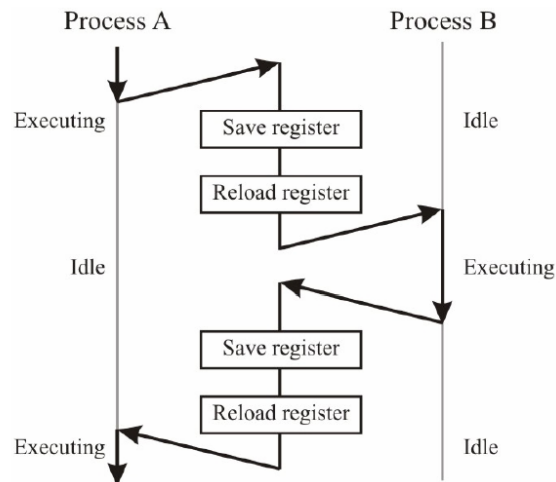 Process A
Process B
Executing
Save register
Idle
Reload register
Idle
Executing
Save register
Reload register
Executing
Idle